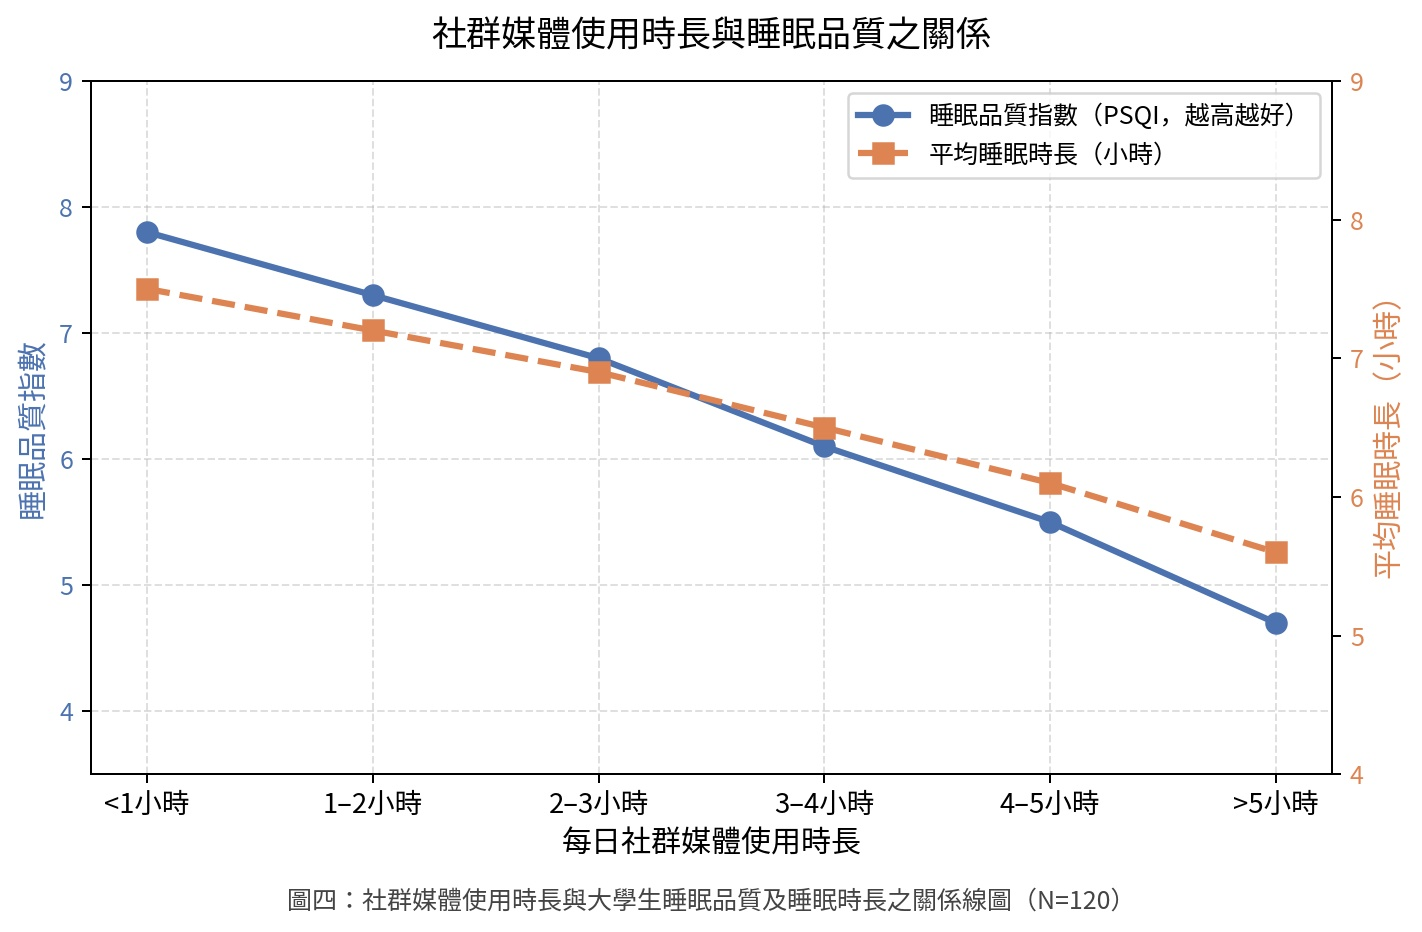 社群媒體使用時長與睡眠品質之關係
睡眠品質指數（PSQI，越高越好）
平均睡眠時長（小時）
9
8
7
6
5
4
睡眠品質指數
9
8
7
6
5
4
平均睡眠時長（小時）
<1小時
1–2小時
2–3小時
3–4小時
4–5小時
>5小時
每日社群媒體使用時長
圖四：社群媒體使用時長與大學生睡眠品質及睡眠時長之關係線圖（N=120）